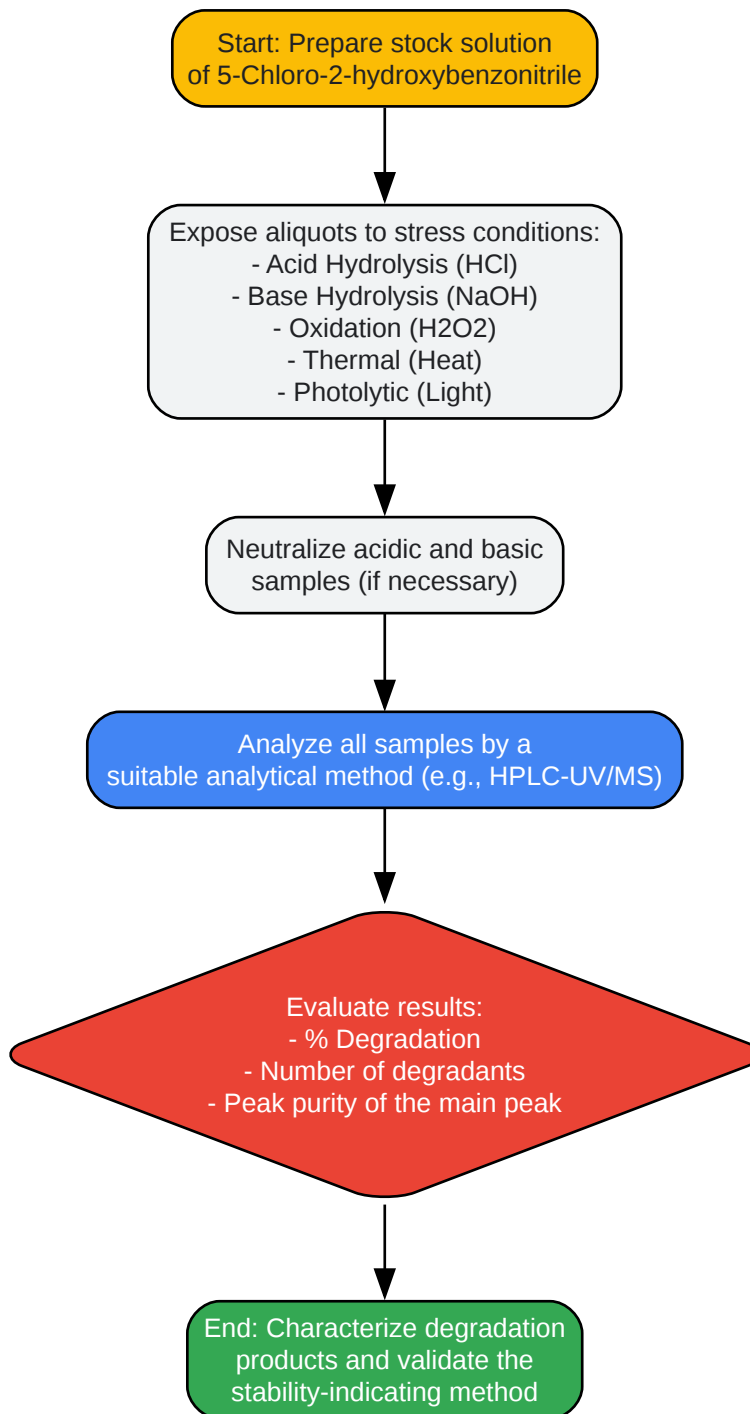 Start: Prepare stock solution
of 5-Chloro-2-hydroxybenzonitrile
Expose aliquots to stress conditions:
- Acid Hydrolysis (HCl)
- Base Hydrolysis (NaOH)
- Oxidation (H2O2)
- Thermal (Heat)
- Photolytic (Light)
Neutralize acidic and basic
samples (if necessary)
Analyze all samples by a
suitable analytical method (e.g., HPLC-UV/MS)
Evaluate results:
- % Degradation
- Number of degradants
- Peak purity of the main peak
End: Characterize degradation
products and validate the
stability-indicating method